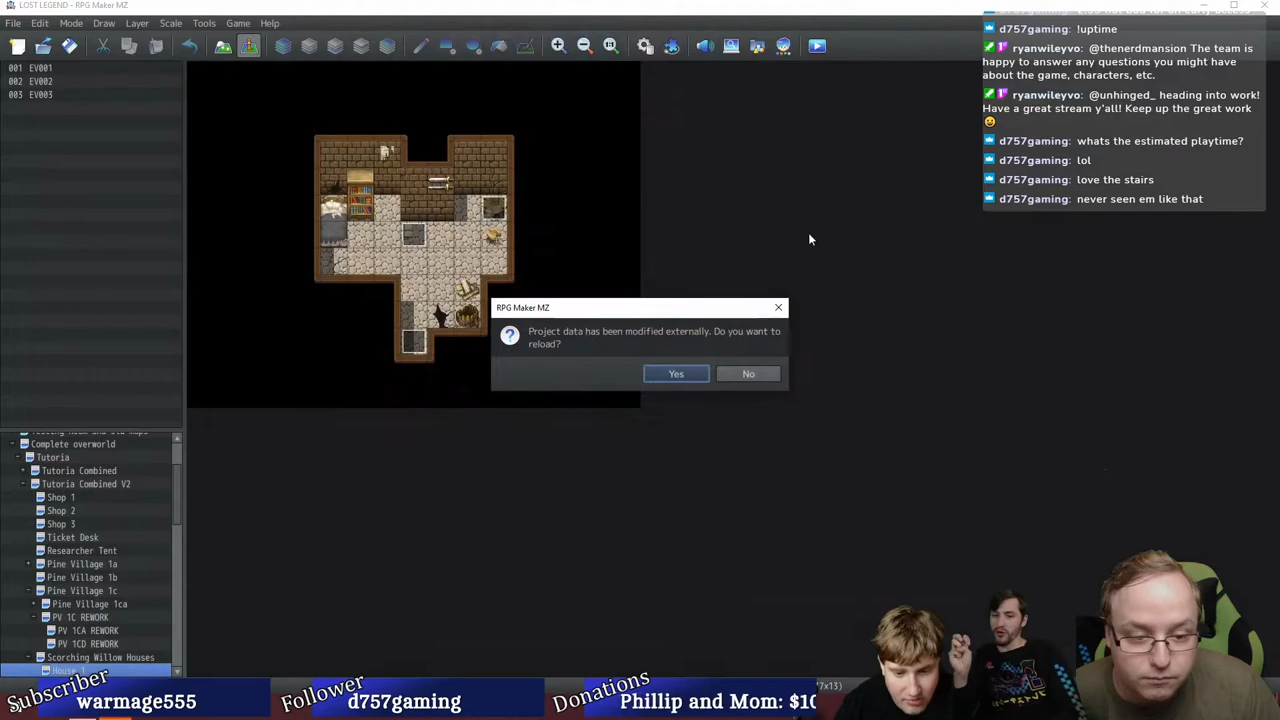 LOST LEGEND - RPG Maker MZ
File Edit Mode Draw Layer Scale Tools Game Help
001 EV001
002 EV002
003 EV003
d757gaming: !uptime
ryanwileyvo: @thenerdmansion The team is
happy to answer any questions you might have
about the game, characters, etc.
ryanwileyvo: @unhinged_ heading into work!
Have a great stream y'all! Keep up the great work
d757gaming: whats the estimated playtime?
d757gaming: lol
d757gaming: love the stairs
d757gaming: never seen em like that
RPG Maker MZ
Project data has been modified externally. Do you want to
reload?
Yes No
Complete overworld
Tutoria
Tutoria Combined
Tutoria Combined V2
Shop 1
Shop 2
Shop 3
Ticket Desk
Researcher Tent
Pine Village 1a
Pine Village 1b
Pine Village 1c
Pine Village 1ca
PV 1C REWORK
PV 1CA REWORK
PV 1CD REWORK
Scorching Willow Houses
Subscriber
warmage555
Follower
d757gaming
Donations
Phillip and Mom: $10